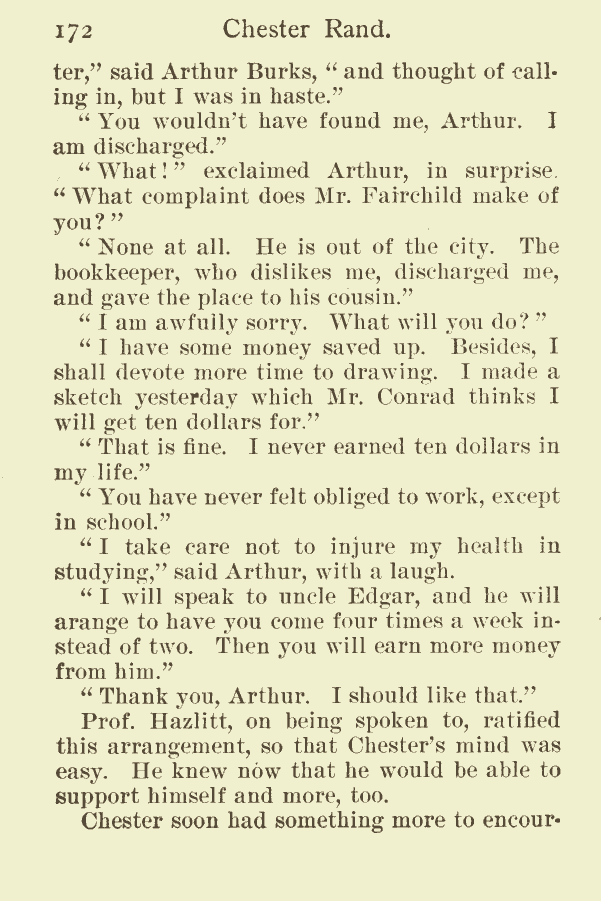 172 Chester Rand.
ter,” said Arthur Burks, “ and thought of call-
ing in, but I was in haste.”
“ You wouldn’t have found me, Arthur. I
am discharged.”
“ What ! ” exclaimed Arthur, in surprise.
“ What complaint does Mr. Fairchild make of
you? ”
“ None at all. He is out of the city. The
bookkeeper, who dislikes me, discharged me,
and gave the place to his cousin.”
“ I am awfully sorry. What will you do? ”
“ I have some money saved up. Besides, I
shall devote more time to drawing. I made a
sketch yesterday which Mr. Conrad thinks I
will get ten dollars for.”
“ That is fine. I never earned ten dollars in
my life.”
“ You have never felt obliged to work, except
in school.”
“ I take care not to injure my health in
studying,” said Arthur, with a laugh.
“ I will speak to uncle Edgar, and he will
arange to have you come four times a week in-
stead of two. Then you will earn more money
from him.”
“ Thank you, Arthur. I should like that.”
Prof. Hazlitt, on being spoken to, ratified
this arrangement, so that Chester’s mind was
easy. He knew now that he would be able to
support himself and more, too.
Chester soon had something more to encour-